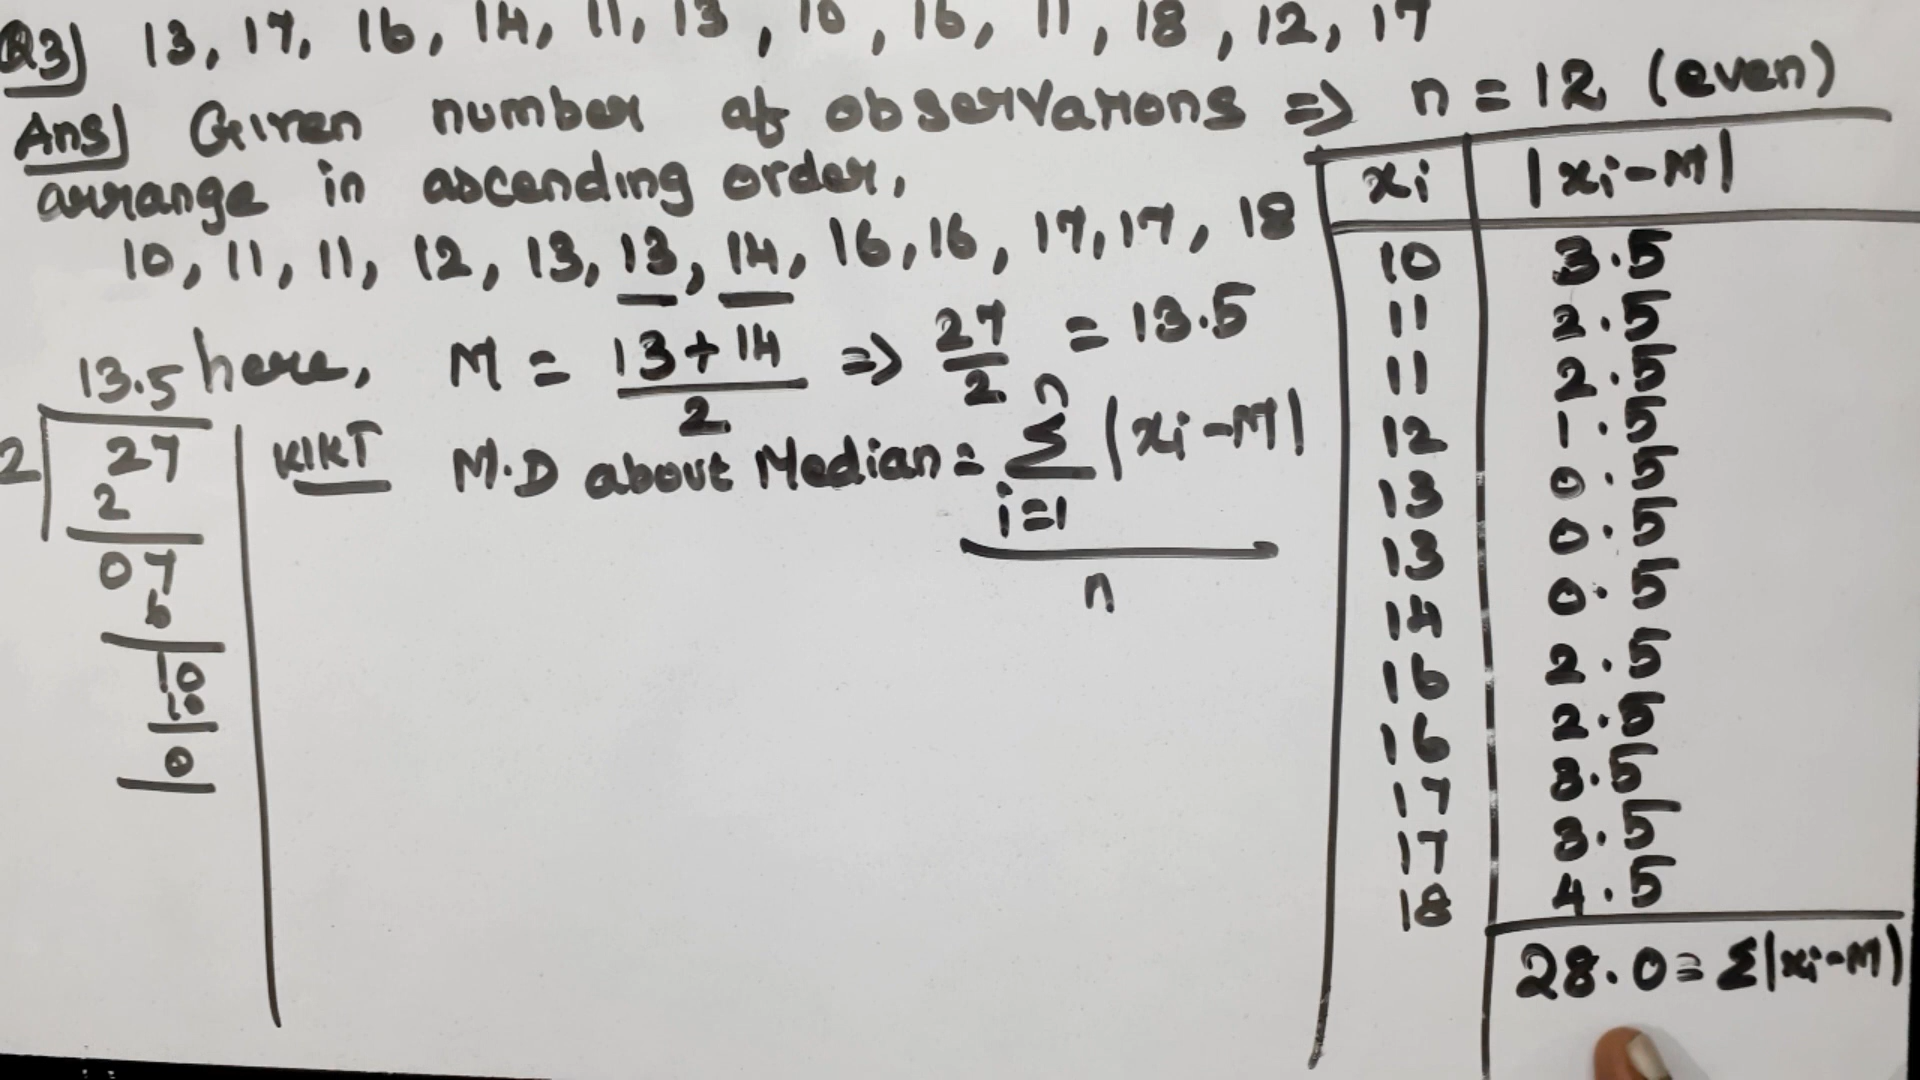 Q3) 13, 17, 16, 14, 11, 13, 10, 16, 11, 18, 12, 17
Ans) Given number of observations => n = 12 (even)
arrange in ascending order,
10, 11, 11, 12, 13, 13, 14, 16, 16, 17, 17, 18
here, M = 13+14 / 2 => 27/2 = 13.5
13.5
2 27
2
07
6
10
10
0
KIKT M.D about Median = n Σ i=1 |xi-M|
n
xi |xi-M|
10 3.5
11 2.5
11 2.5
12 1.5
13 0.5
13 0.5
14 0.5
16 2.5
16 2.5
17 3.5
17 3.5
18 4.5
28.0 = Σ|xi-M|